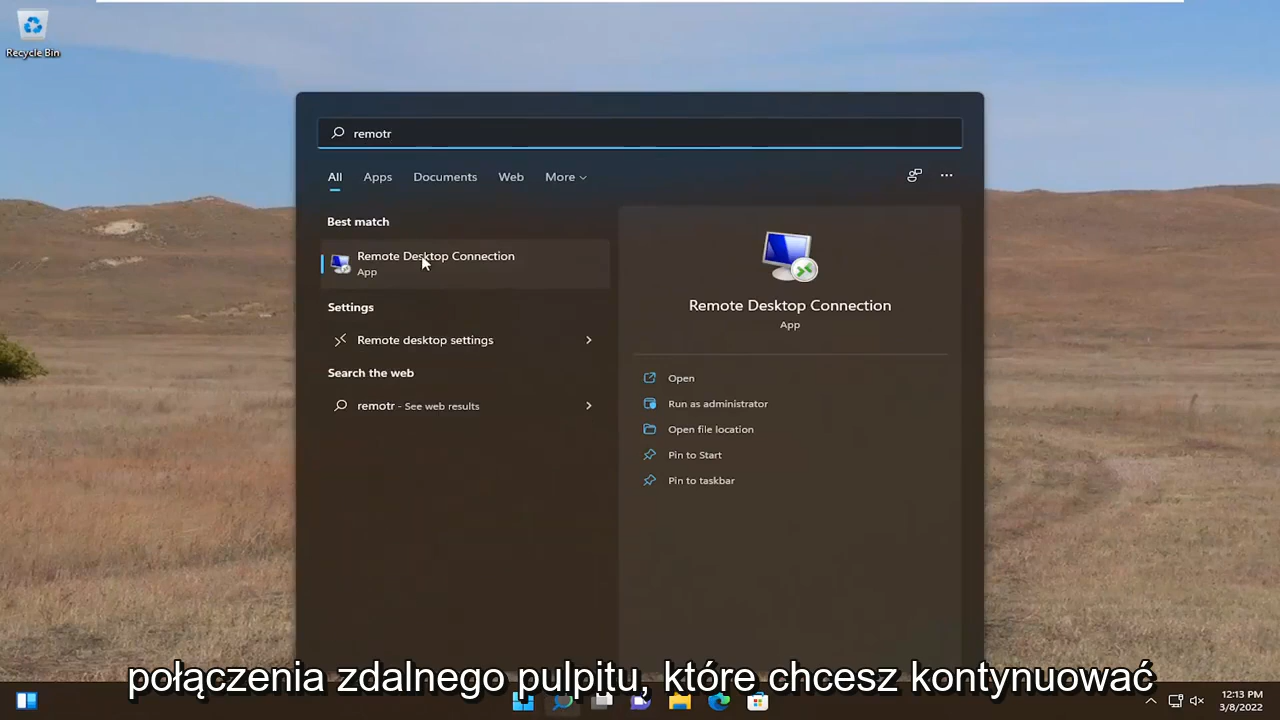 Recycle Bin
remotr
All Apps Documents Web More
Best match
Remote Desktop Connection
App
Settings
Remote desktop settings
Search the web
remotr - See web results
Remote Desktop Connection
App
Open
Run as administrator
Open file location
Pin to Start
Pin to taskbar
połączenia zdalnego pulpitu, które chcesz kontynuować
12:13 PM
3/8/2022